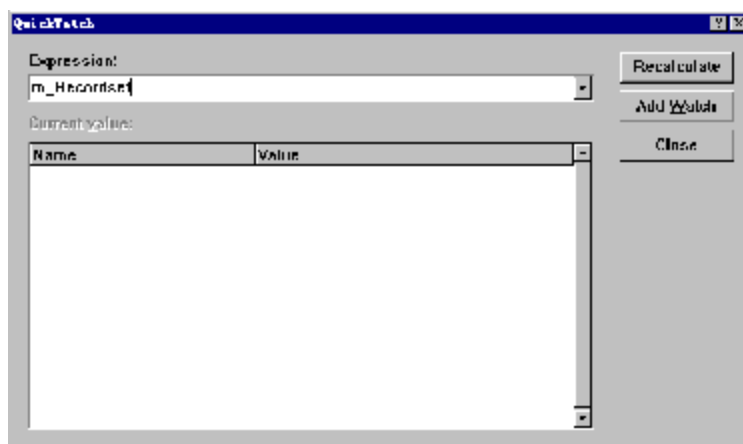 QuickWatch
Expression:
m_Recordset
Recalculate
Add Watch
Current value:
Close
Name Value